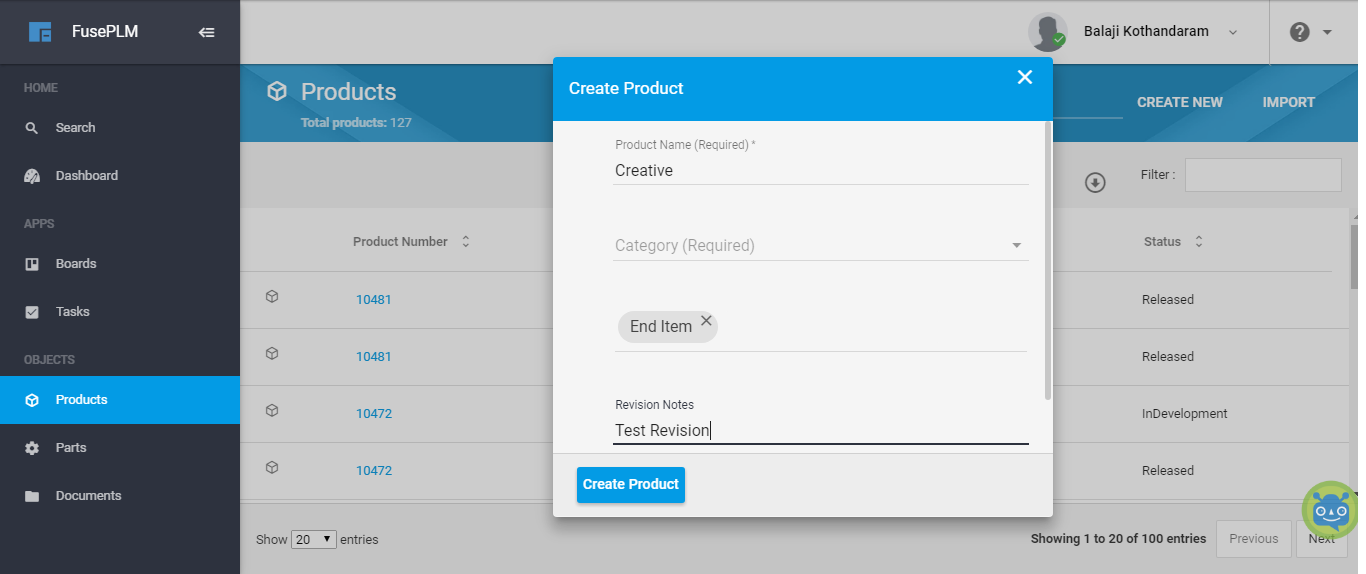 FusePLM
Balaji Kothandaram
HOME
Search
Dashboard
APPS
Boards
Tasks
OBJECTS
Products
Parts
Documents
Products
Total products: 127
CREATE NEW
IMPORT
Filter :
Product Number
Status
10481
Released
10481
Released
10472
InDevelopment
10472
Released
Show 20 entries
Showing 1 to 20 of 100 entries
Previous
Next
Create Product
Product Name (Required) *
Creative
Category (Required)
End Item
Revision Notes
Test Revision
Create Product